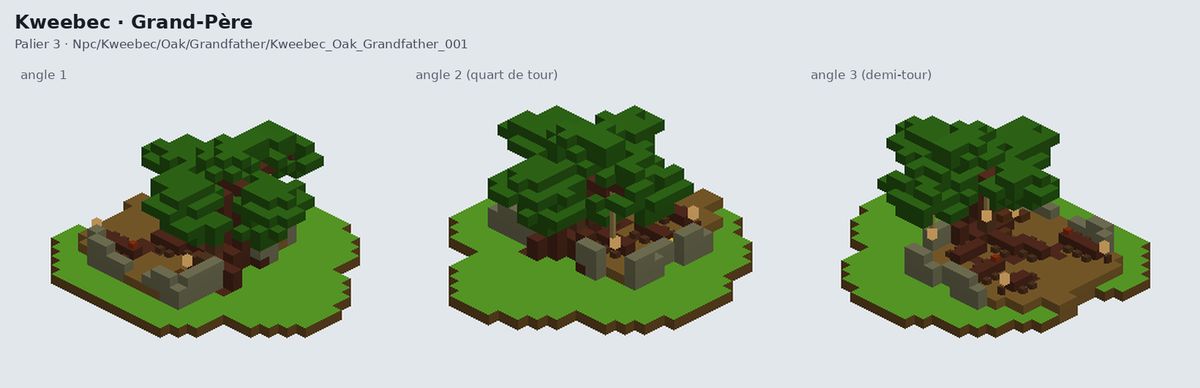 Kweebec · Grand-Père
Palier 3 · Npc/Kweebec/Oak/Grandfather/Kweebec_Oak_Grandfather_001
angle 1
angle 2 (quart de tour)
angle 3 (demi-tour)